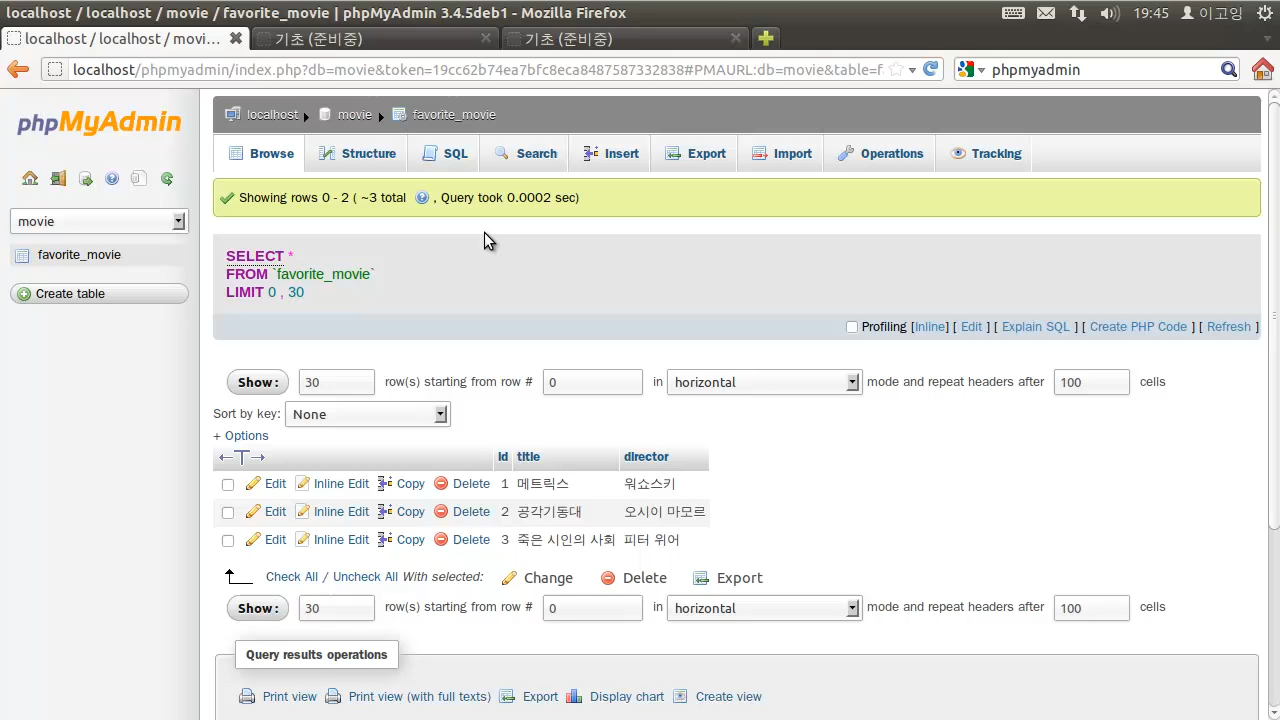 localhost / localhost / movie / favorite_movie | phpMyAdmin 3.4.5deb1 - Mozilla Firefox 19:45 이고잉
localhost / localhost / movi... 기초 (준비중) 기초 (준비중)
localhost/phpmyadmin/index.php?db=movie&token=19cc62b74ea7bfc8eca8487587332838#PMAURL:db=movie&table=f phpmyadmin
phpMyAdmin
movie
favorite_movie
Create table
localhost movie favorite_movie
Browse Structure SQL Search Insert Export Import Operations Tracking
Showing rows 0 - 2 ( ~3 total , Query took 0.0002 sec)
SELECT *
FROM `favorite_movie`
LIMIT 0 , 30
Profiling [Inline] [ Edit ] [ Explain SQL ] [ Create PHP Code ] [ Refresh ]
Show : 30 row(s) starting from row # 0 in horizontal mode and repeat headers after 100 cells
Sort by key: None
+ Options
id title director
Edit Inline Edit Copy Delete 1 메트릭스 워쇼스키
Edit Inline Edit Copy Delete 2 공각기동대 오시이 마모르
Edit Inline Edit Copy Delete 3 죽은 시인의 사회 피터 위어
Check All / Uncheck All With selected: Change Delete Export
Show : 30 row(s) starting from row # 0 in horizontal mode and repeat headers after 100 cells
Query results operations
Print view Print view (with full texts) Export Display chart Create view